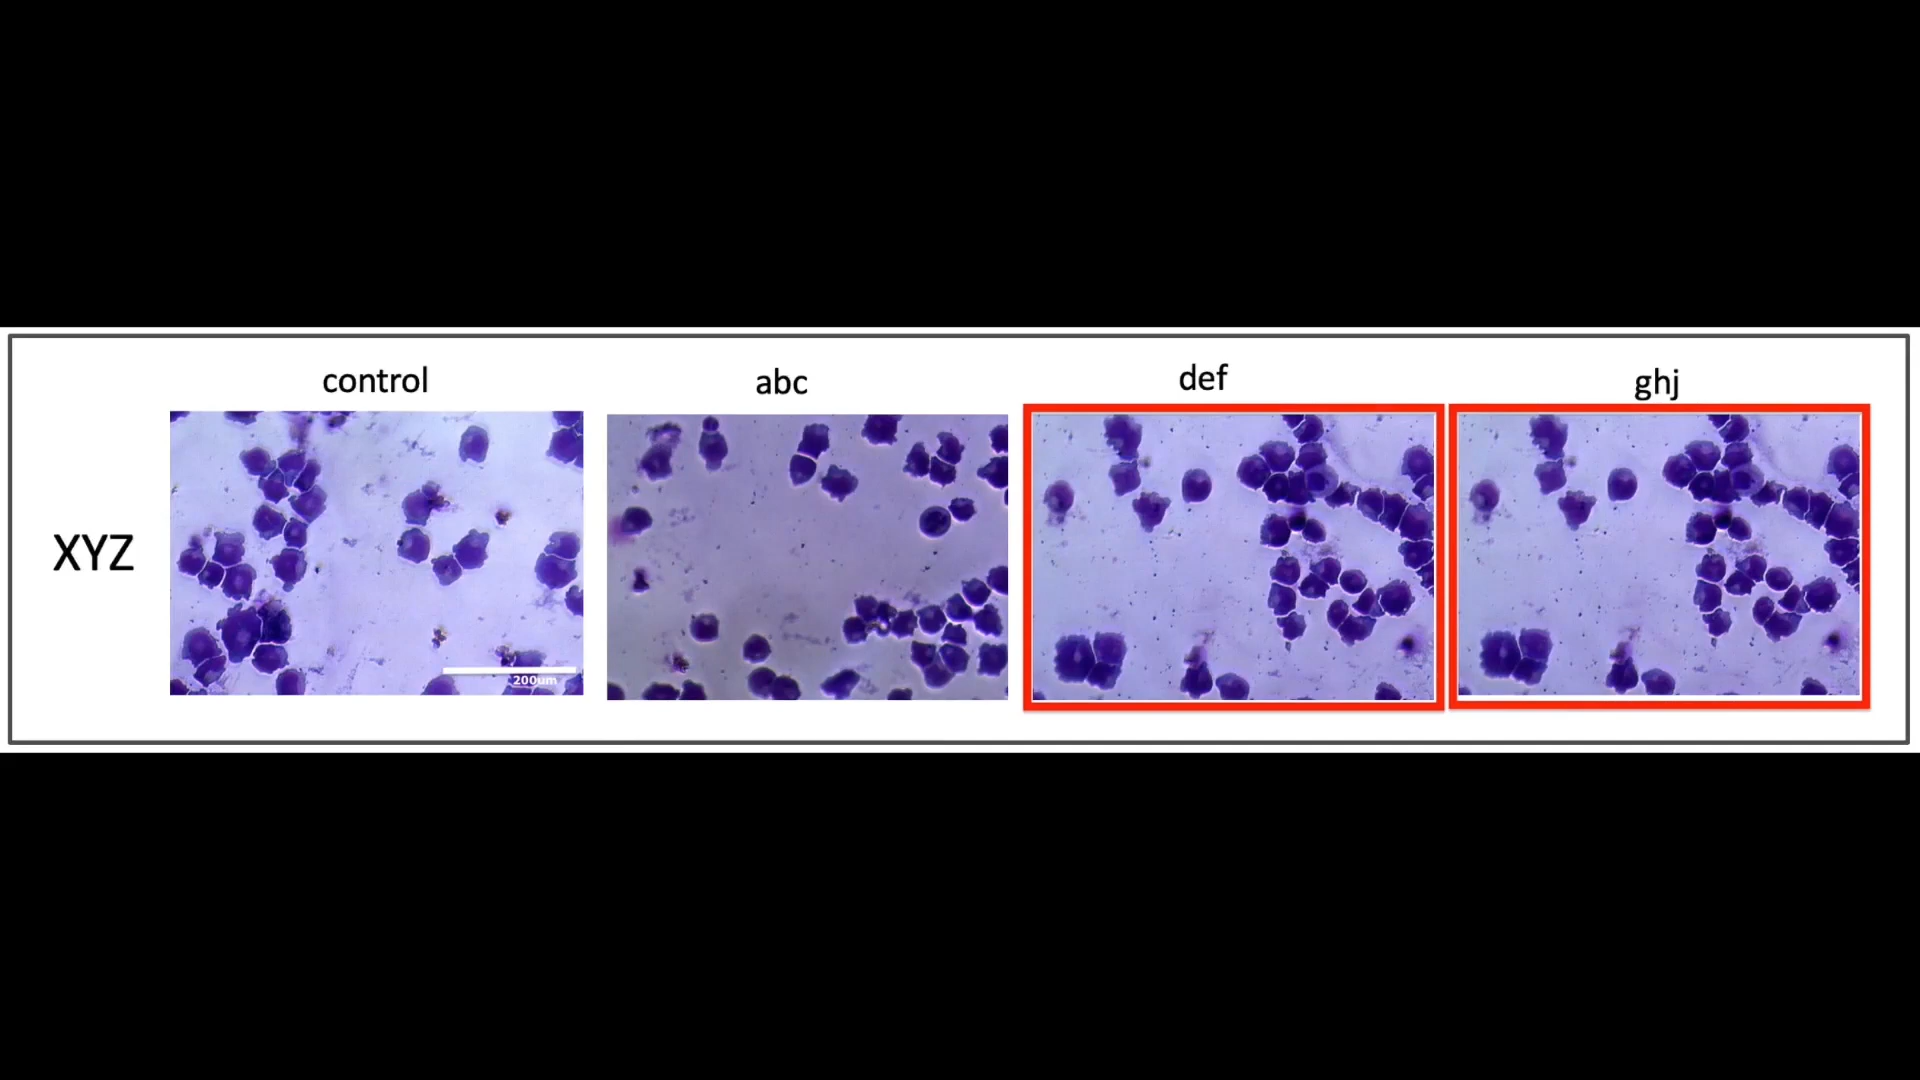 control
abc
def
ghj
XYZ
200um